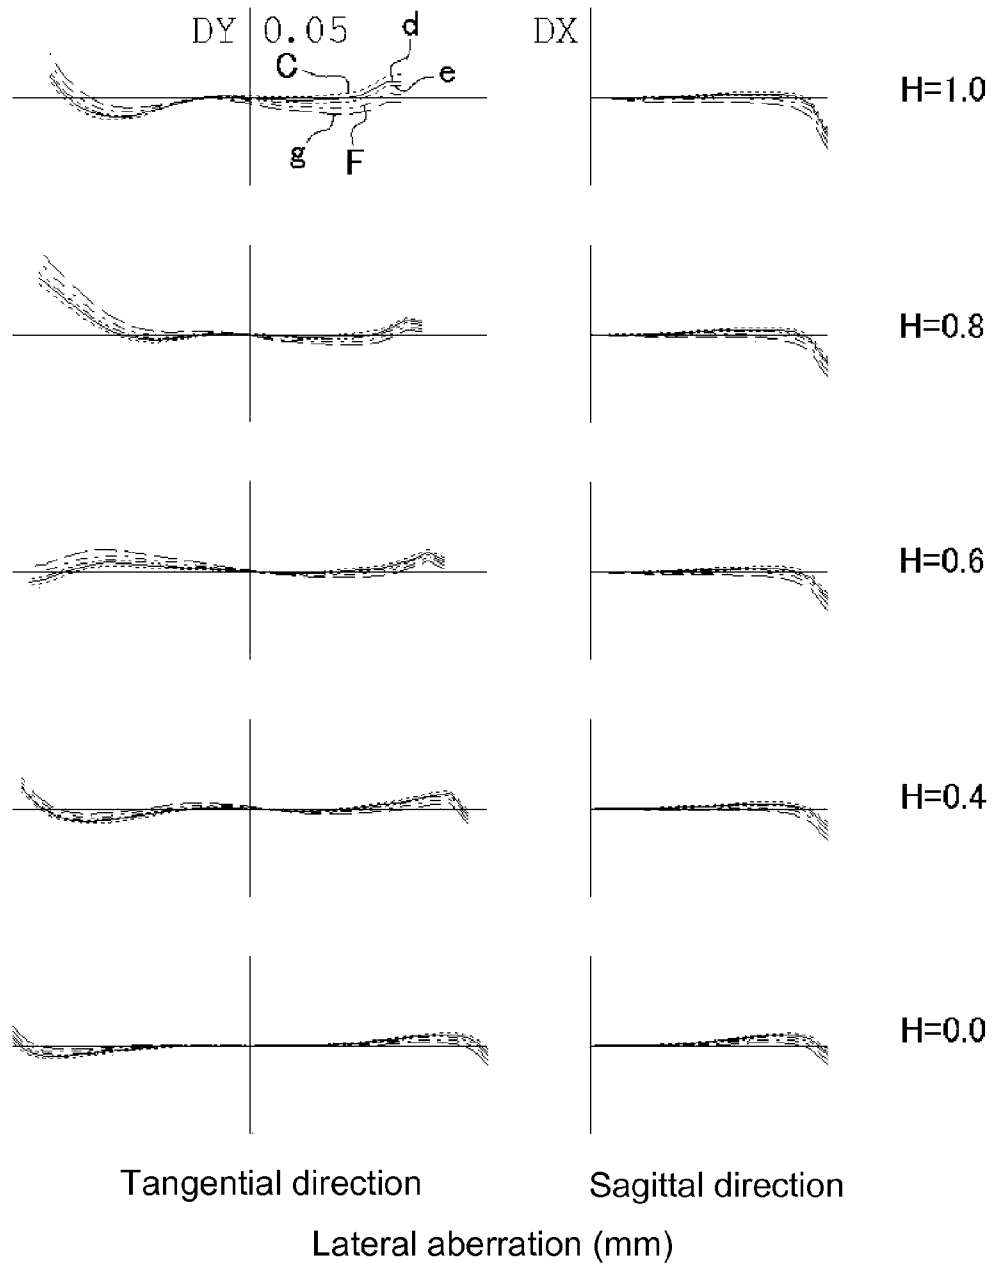 DY 0.05 DX
C d e
g F
H=1.0
H=0.8
H=0.6
H=0.4
H=0.0
Tangential direction Sagittal direction
Lateral aberration (mm)